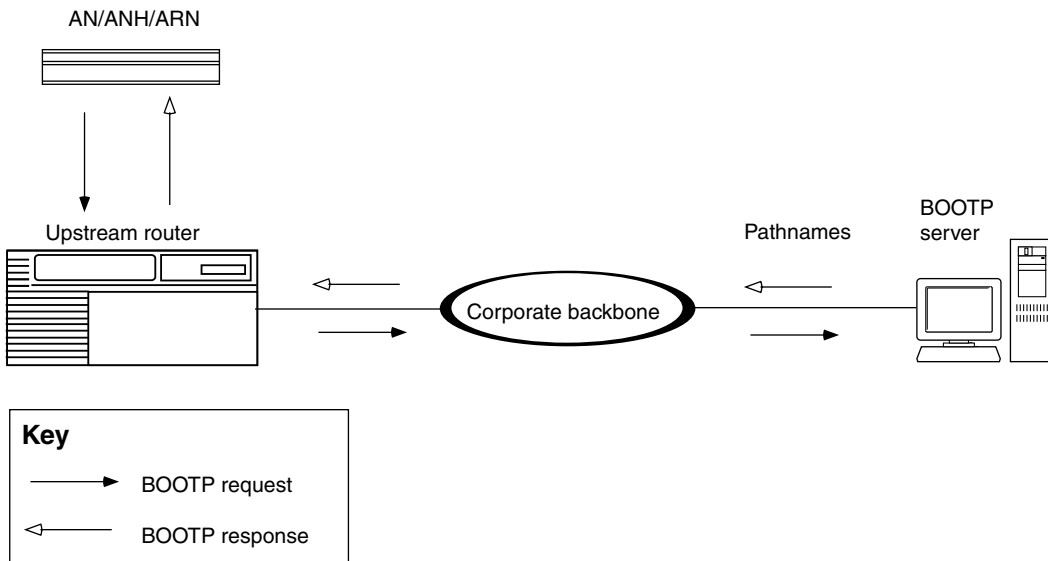 AN/ANH/ARN
Upstream router
Pathnames
BOOTP
server
Corporate backbone
Key
BOOTP request
BOOTP response